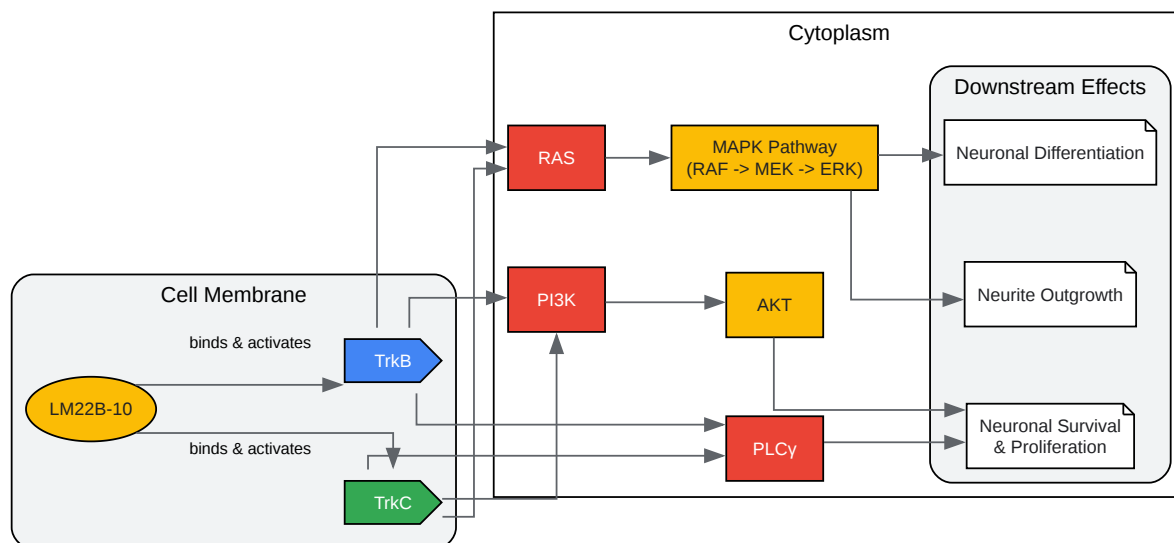 Cytoplasm
Downstream Effects
RAS
MAPK Pathway
(RAF -> MEK -> ERK)
Neuronal Differentiation
Cell Membrane
PI3K
AKT
Neurite Outgrowth
binds & activates
TrkB
LM22B-10
binds & activates
TrkC
PLCγ
Neuronal Survival
& Proliferation